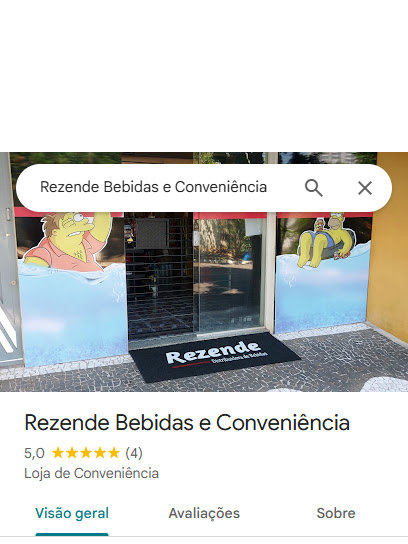 Rezende Bebidas e Conveniência
Rezende
Distribuidora de Bebidas
Rezende Bebidas e Conveniência
5,0 (4)
Loja de Conveniência
Visão geral Avaliações Sobre